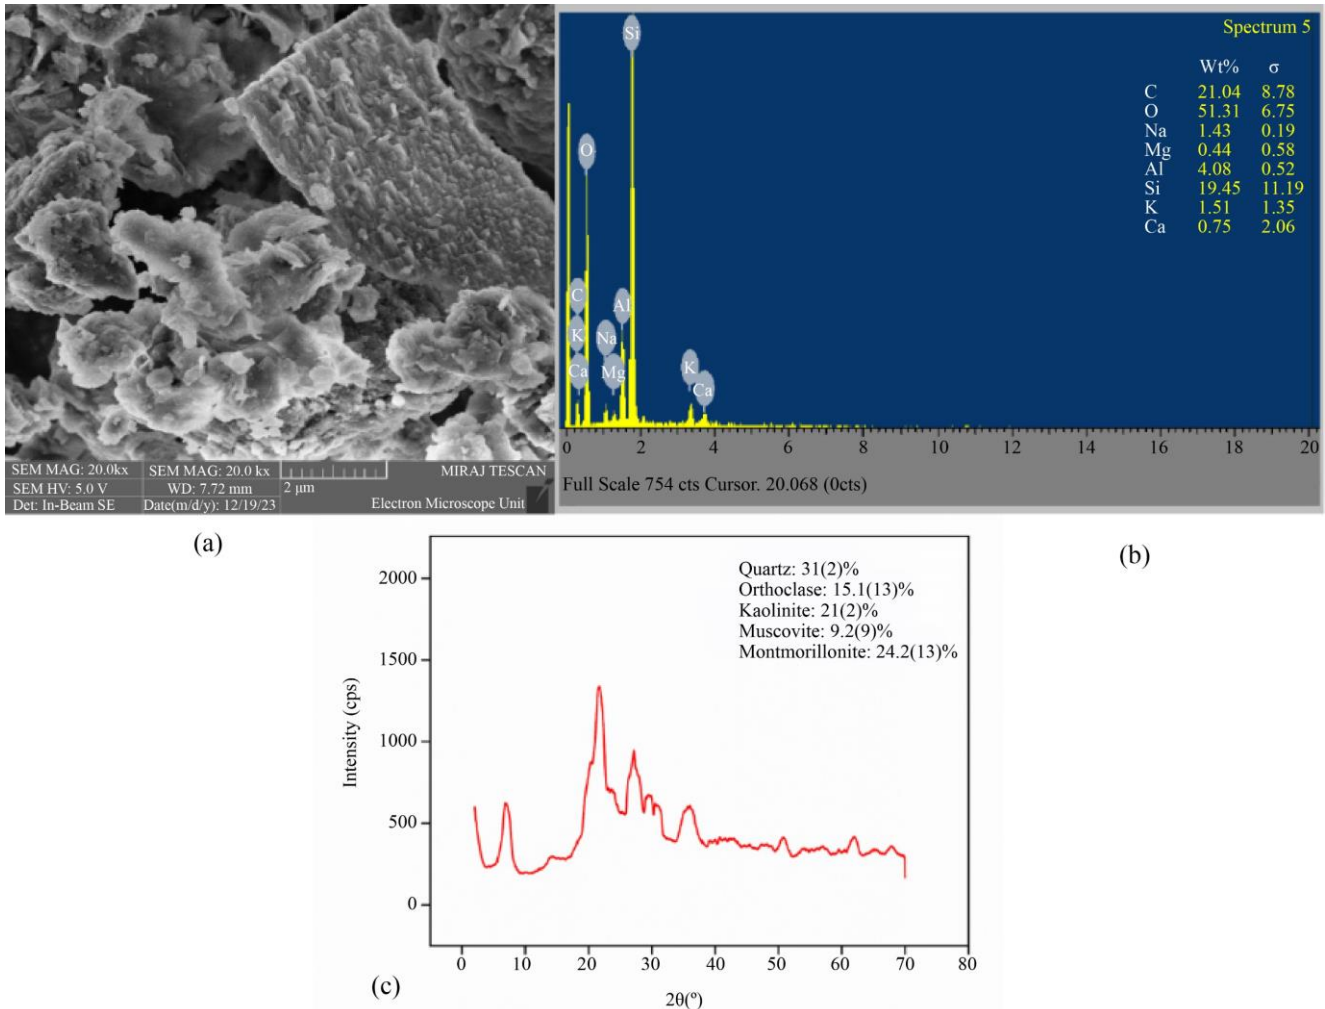 SEM MAG: 20.0kx SEM MAG: 20.0 kx MIRAJ TESCAN
SEM HV: 5.0 V WD: 7.72 mm 2 μm
Det: In-Beam SE Date(m/d/y): 12/19/23 Electron Microscope Unit
(a)
Spectrum 5
Wt% σ
C 21.04 8.78
O 51.31 6.75
Na 1.43 0.19
Mg 0.44 0.58
Al 4.08 0.52
Si 19.45 11.19
K 1.51 1.35
Ca 0.75 2.06
Si
O
C
K
Ca
Na
Mg
Al
K
Ca
0 2 4 6 8 10 12 14 16 18 20
Full Scale 754 cts Cursor. 20.068 (0cts)
(b)
Quartz: 31(2)%
Orthoclase: 15.1(13)%
Kaolinite: 21(2)%
Muscovite: 9.2(9)%
Montmorillonite: 24.2(13)%
Intensity (cps)
2000
1500
1000
500
0
0 10 20 30 40 50 60 70 80
2θ(º)
(c)